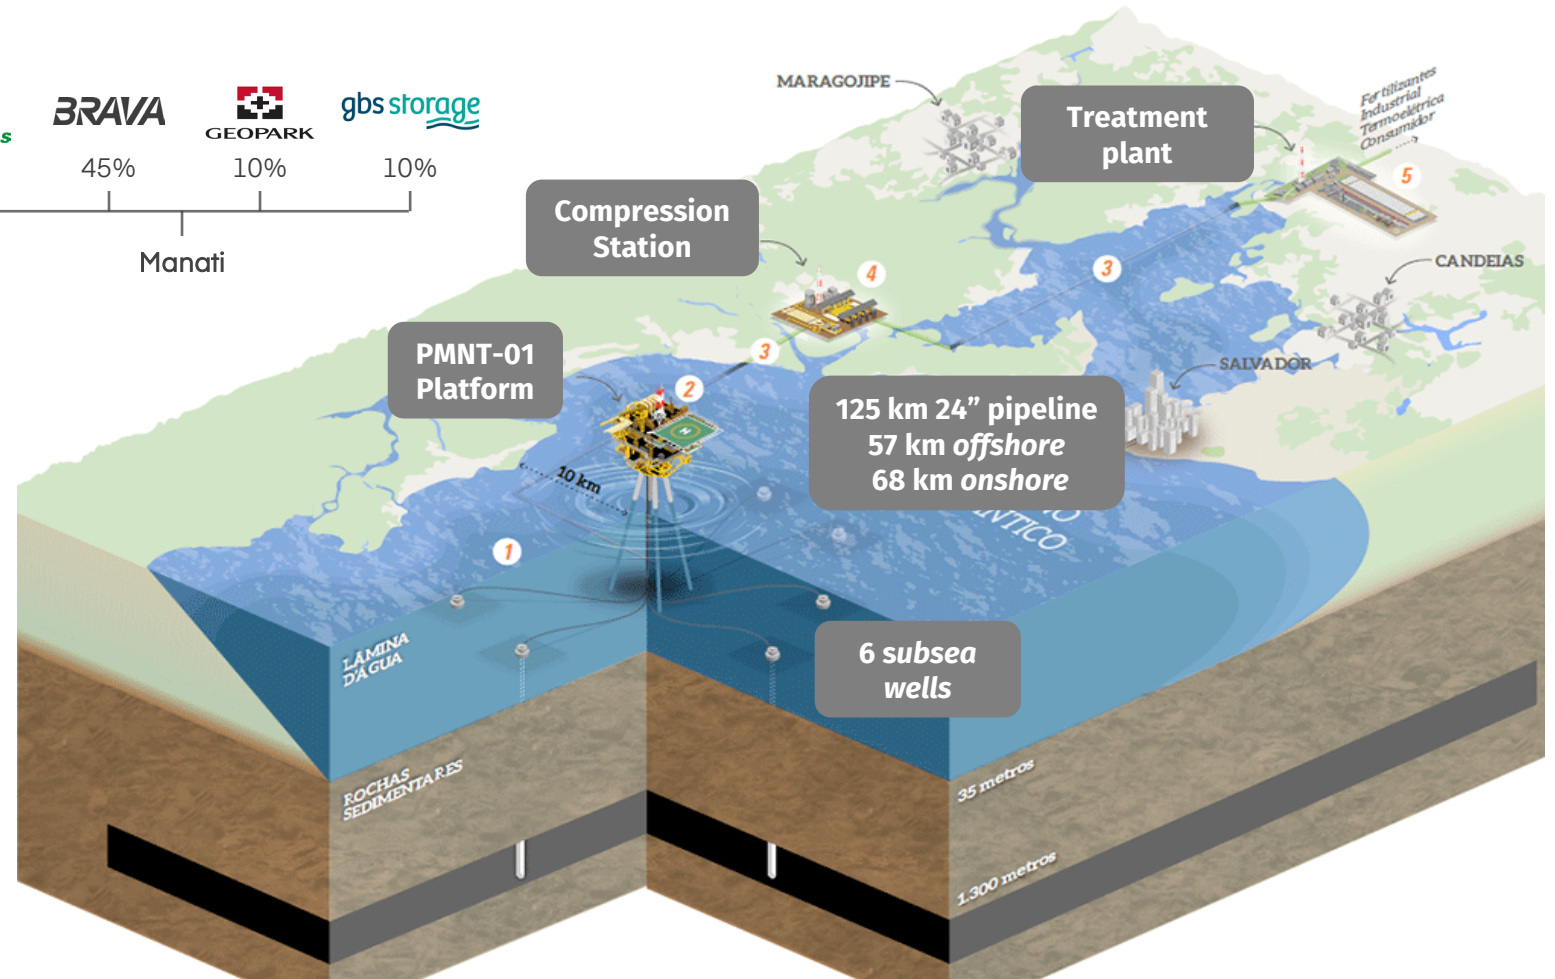 BRAVA
GEOPARK
gbs storage
s
45%
10%
10%
Manati
MARAGOJIPE
Treatment
plant
Fertilizantes
Industrial
Termoelétrica
Consumidor
5
Compression
Station
4
3
CANDEIAS
PMNT-01
Platform
3
2
SALVADOR
125 km 24” pipeline
57 km offshore
68 km onshore
H
10 km
NTICO
1
LÂMINA
D'ÁGUA
6 subsea
wells
ROCHAS
SEDIMENTARES
35 metros
1.300 metros